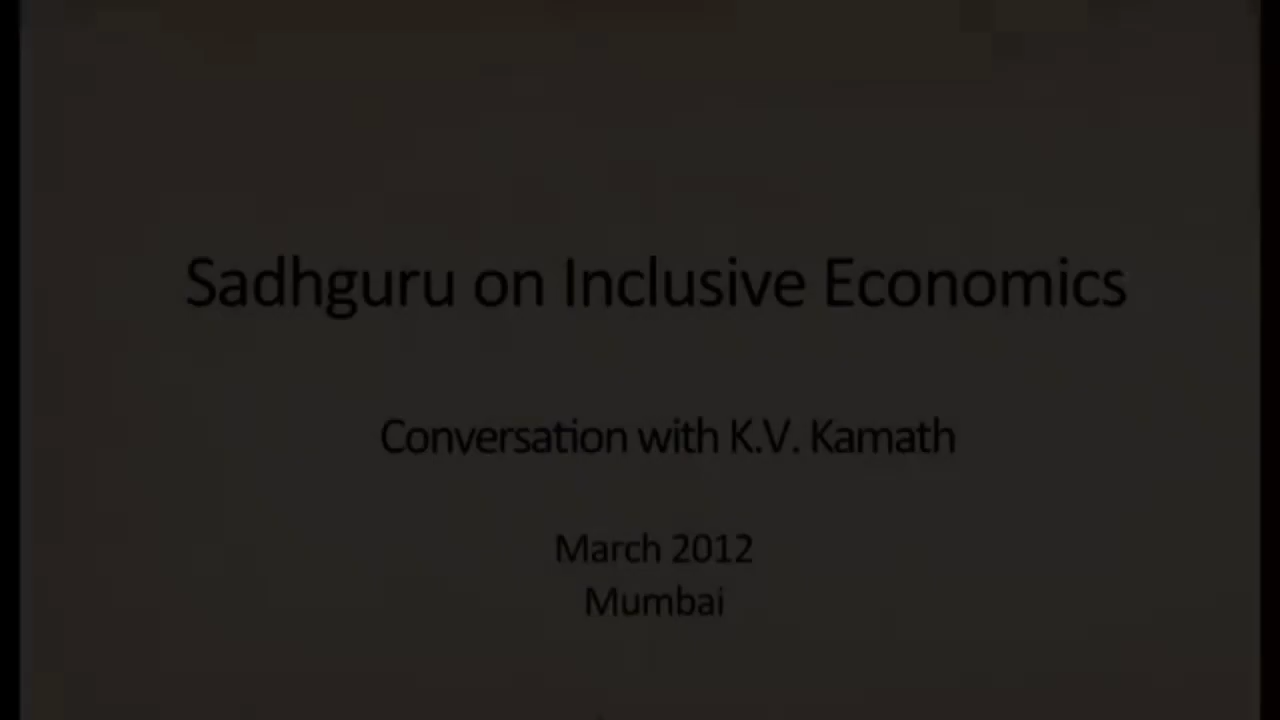 Sadhguru on Inclusive Economics
Conversation with K.V. Kamath
March 2012
Mumbai